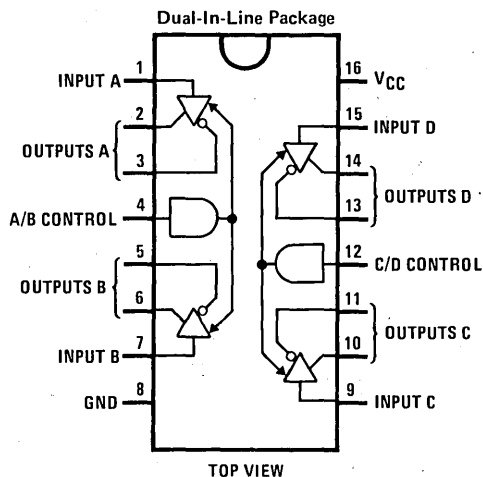 Dual-In-Line Package
1
INPUT A
2
OUTPUTS A
3
4
A/B CONTROL
5
OUTPUTS B
6
7
INPUT B
8
GND
16
VCC
15
INPUT D
14
OUTPUTS D
13
12
C/D CONTROL
11
OUTPUTS C
10
9
INPUT C
TOP VIEW